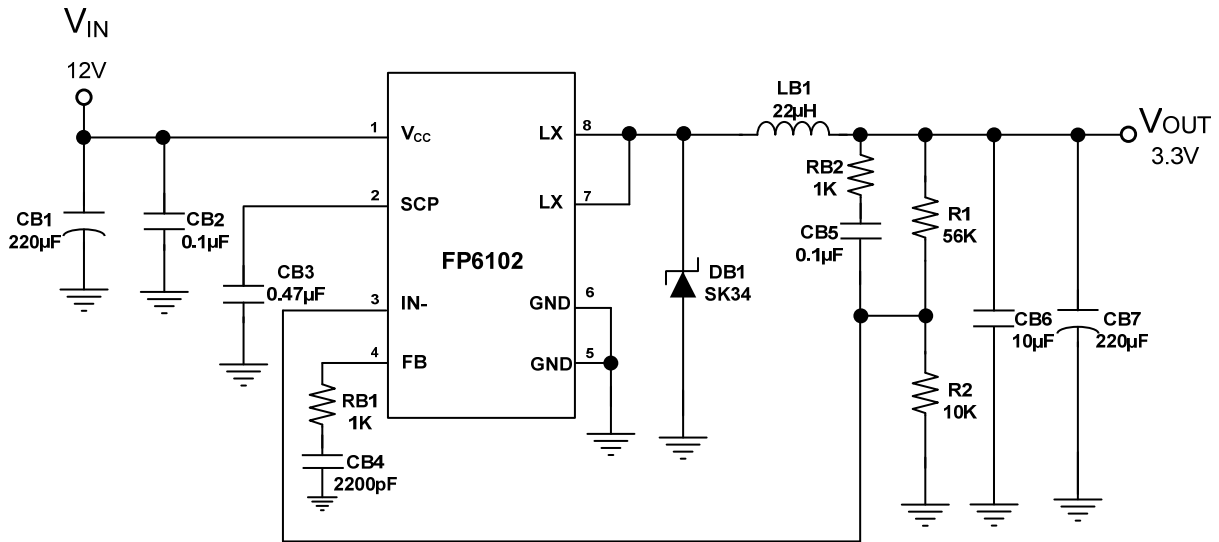 VIN
12V
CB1
220µF
CB2
0.1µF
1
VCC
2
SCP
CB3
0.47µF
3
IN-
4
FB
RB1
1K
CB4
2200pF
FP6102
LX
8
LX
7
GND
6
GND
5
DB1
SK34
LB1
22µH
RB2
1K
CB5
0.1µF
R1
56K
R2
10K
CB6
10µF
CB7
220µF
VOUT
3.3V